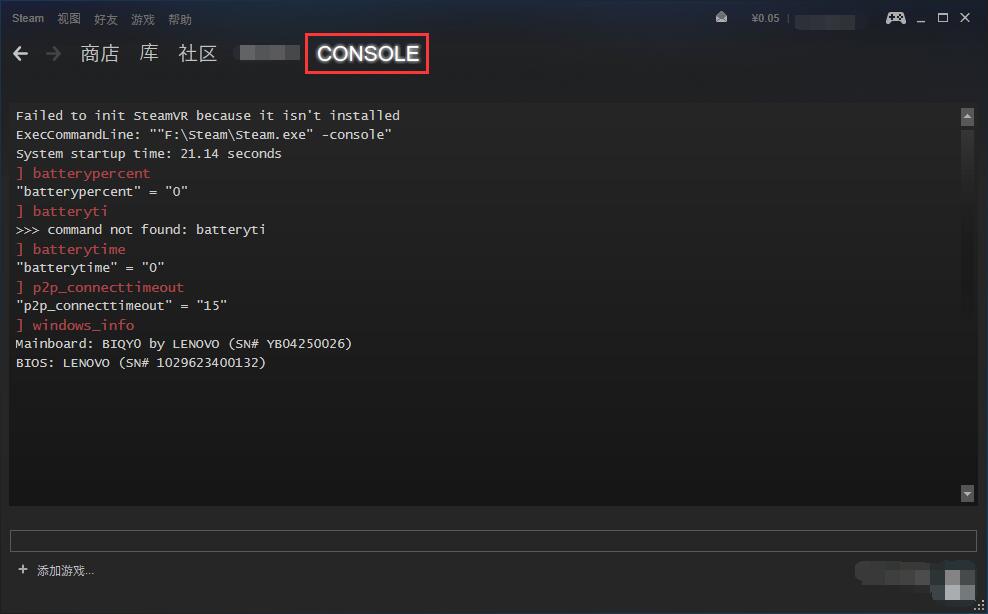 Steam 视图 好友 游戏 帮助 ¥0.05
商店 库 社区 CONSOLE
Failed to init SteamVR because it isn't installed
ExecCommandLine: ""F:\Steam\Steam.exe" -console"
System startup time: 21.14 seconds
] batterypercent
"batterypercent" = "0"
] batteryti
>>> command not found: batteryti
] batterytime
"batterytime" = "0"
] p2p_connecttimeout
"p2p_connecttimeout" = "15"
] windows_info
Mainboard: BIQY0 by LENOVO (SN# YB04250026)
BIOS: LENOVO (SN# 1029623400132)
+ 添加游戏...